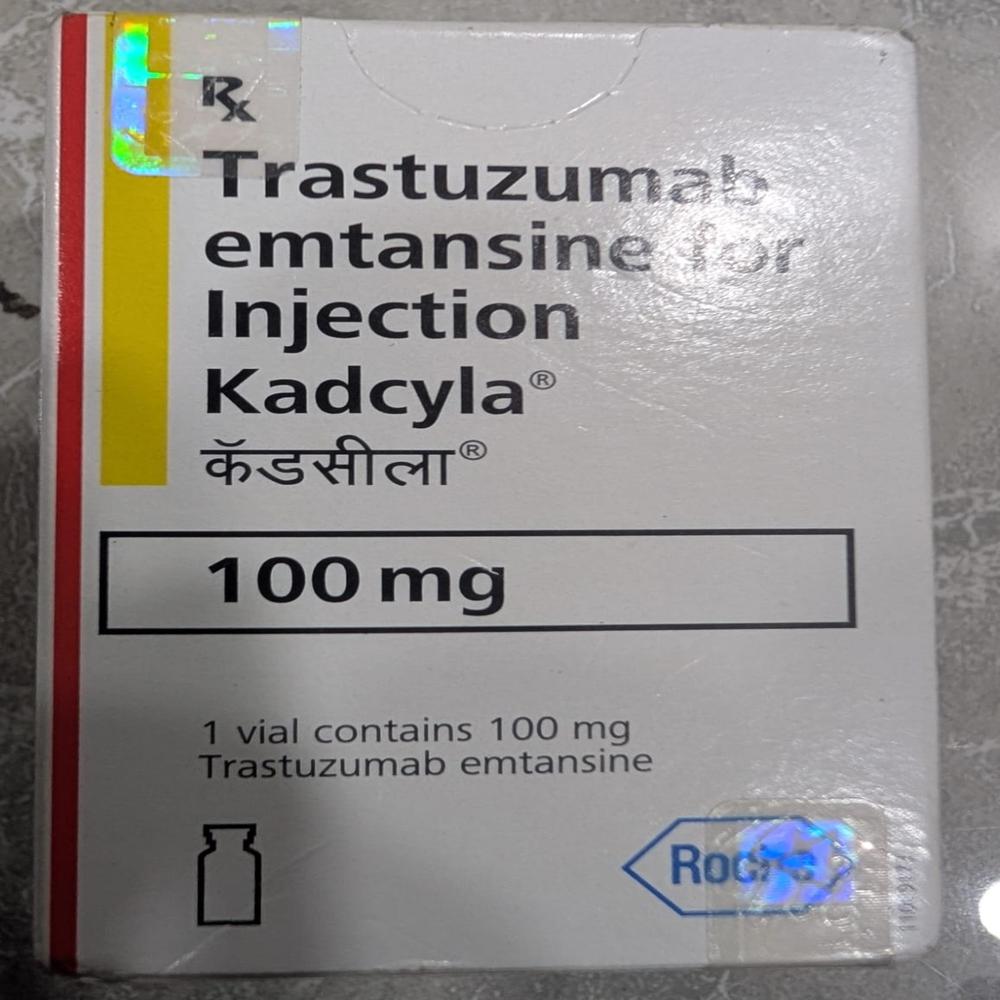 Rx
Trastuzumab
emtansine for
Injection
Kadcyla®
कॅडसीला®
100 mg
1 vial contains 100 mg
Trastuzumab emtansine
Roche